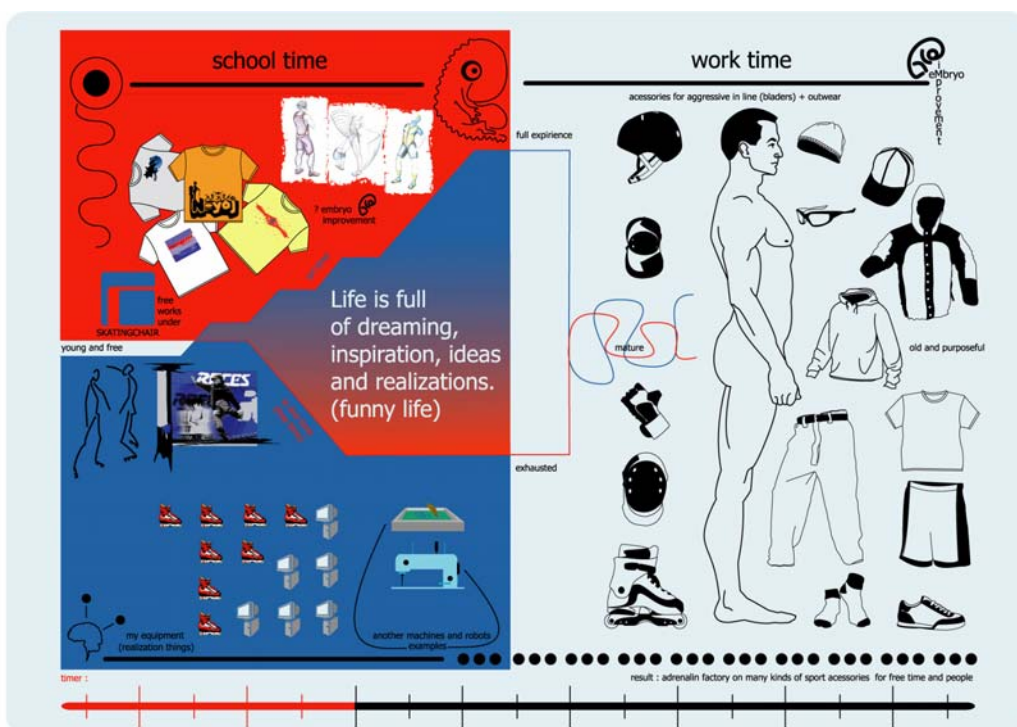 school time
work time
eMbryo
improvement
acessories for aggressive in line (bladers) + outwear
full expirience
? embryo
improvement
free
works
under
SKATINGCHAIR
young and free
Life is full
of dreaming,
inspiration, ideas
and realizations.
(funny life)
mature
old and purposeful
ROCES
exhausted
my equipment
(realization things)
another machines and robots
examples
timer :
result : adrenalin factory on many kinds of sport acessories for free time and people